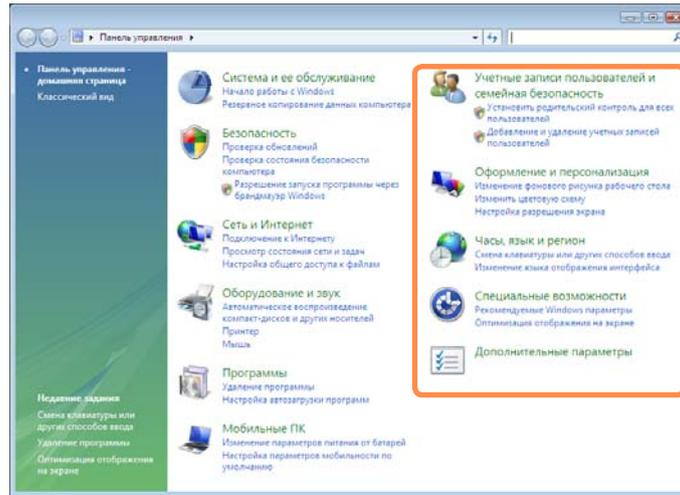 Панель управления
Панель управления -
домашняя страница
Классический вид
Система и ее обслуживание
Начало работы с Windows
Резервное копирование данных компьютера
Безопасность
Проверка обновлений
Проверка состояния безопасности
компьютера
Разрешение запуска программы через
брандмауэр Windows
Сеть и Интернет
Подключение к Интернету
Просмотр состояния сети и задач
Настройка общего доступа к файлам
Оборудование и звук
Автоматическое воспроизведение
компакт-дисков и других носителей
Принтер
Мышь
Программы
Удаление программы
Настройка автозагрузки программ
Мобильные ПК
Изменение параметров питания от батарей
Настройка параметров мобильности по
умолчанию
Учетные записи пользователей и
семейная безопасность
Установить родительский контроль для всех
пользователей
Добавление и удаление учетных записей
пользователей
Оформление и персонализация
Изменение фонового рисунка рабочего стола
Изменить цветовую схему
Настройка разрешения экрана
Часы, язык и регион
Смена клавиатуры или других способов ввода
Изменение языка отображения интерфейса
Специальные возможности
Рекомендуемые Windows параметры
Оптимизация отображения на экране
Дополнительные параметры
Недавние задания
Смена клавиатуры или
других способов ввода
Удаление программы
Оптимизация отображения
на экране